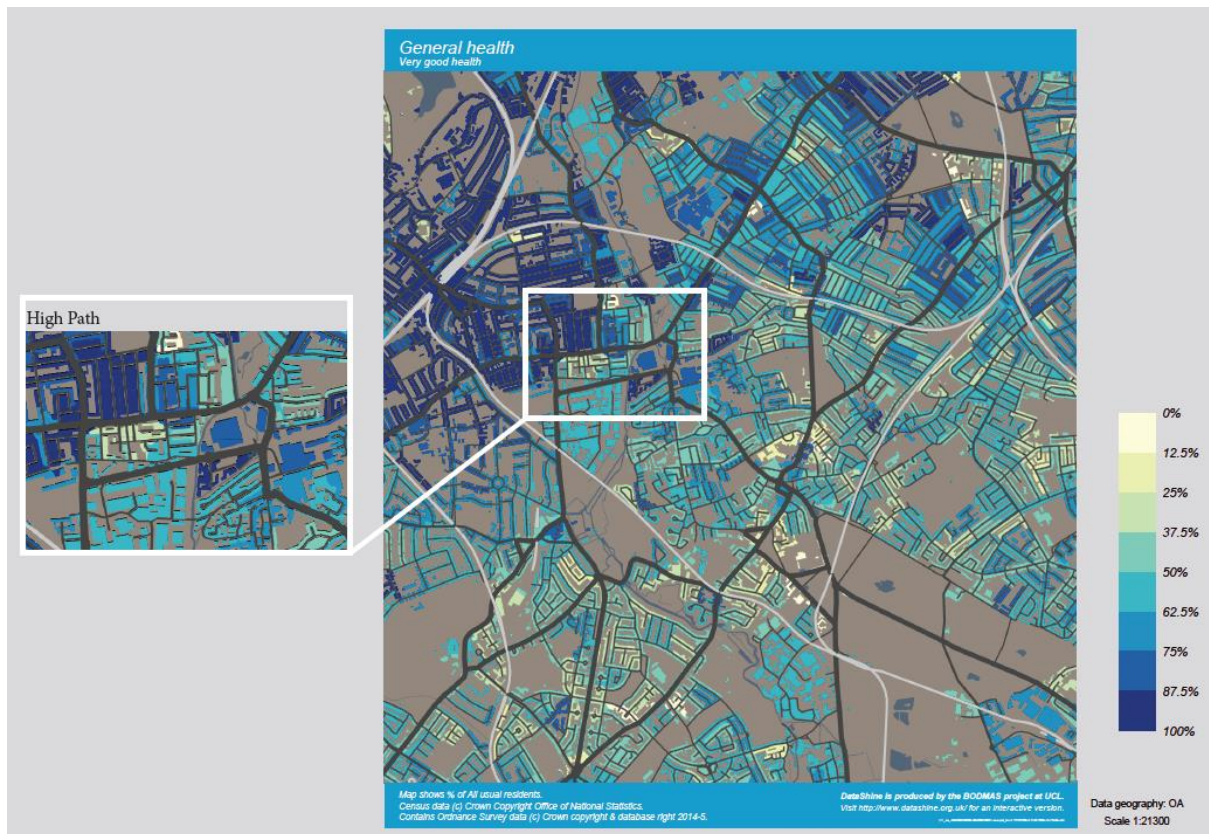 General health
Very good health
High Path
0%
12.5%
25%
37.5%
50%
62.5%
75%
87.5%
100%
Map shows % of All usual residents.
Census data (c) Crown Copyright Office of National Statistics.
Contains Ordnance Survey data (c) Crown copyright & database right 2014-5.
DataShine is produced by the BODMAS project at UCL.
Visit http://www.datashine.org.uk/ for an interactive version.
Data geography: OA
Scale 1:21300